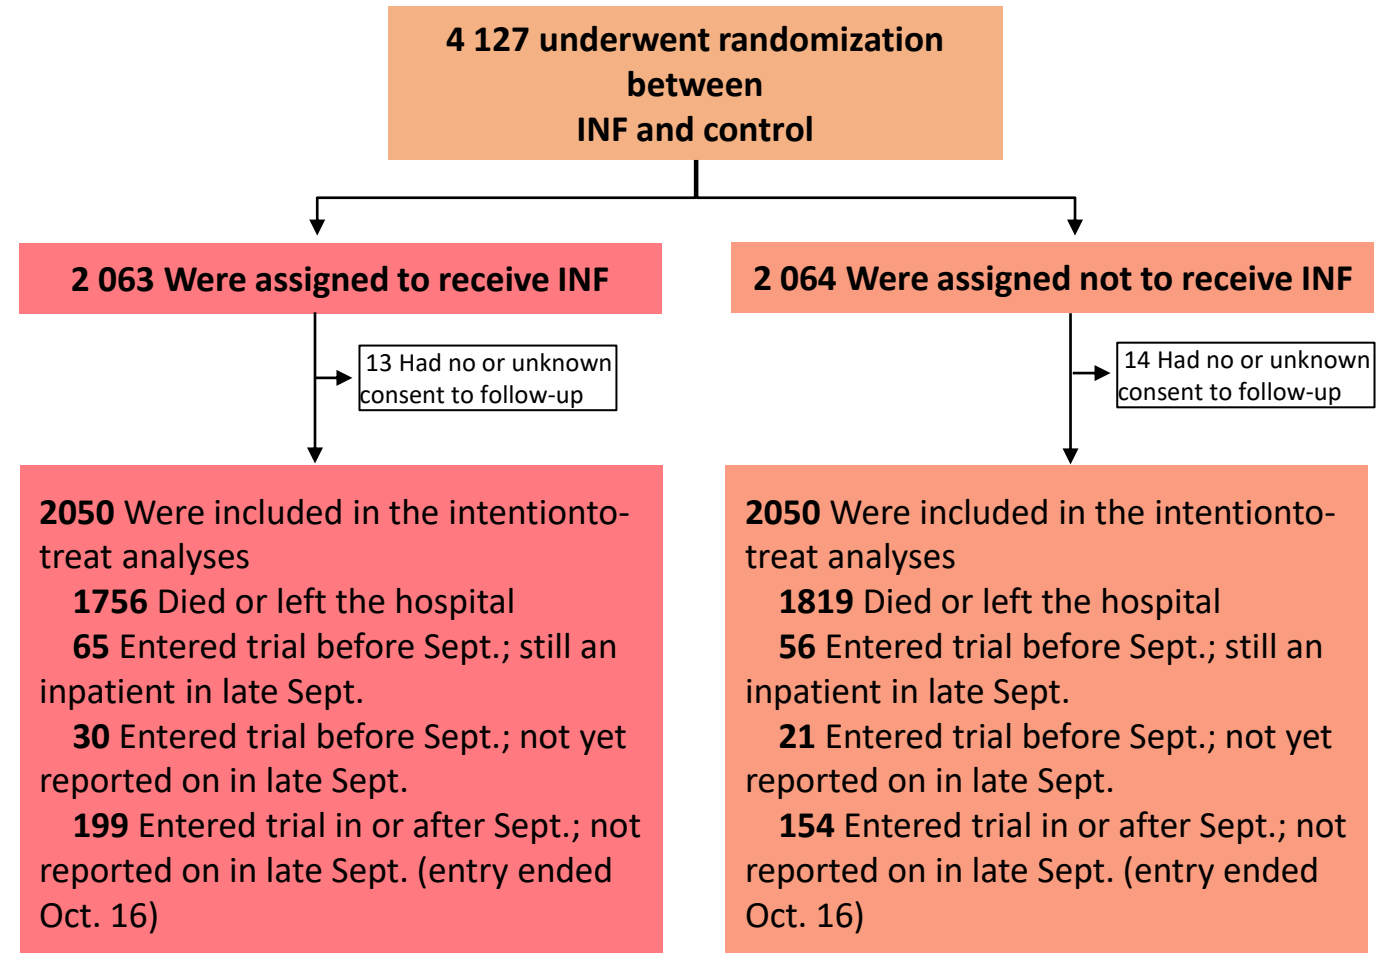 4 127 underwent randomization
between
INF and control
2 063 Were assigned to receive INF
2 064 Were assigned not to receive INF
13 Had no or unknown
consent to follow-up
14 Had no or unknown
consent to follow-up
2050 Were included in the intentionto-
treat analyses
1756 Died or left the hospital
65 Entered trial before Sept.; still an
inpatient in late Sept.
30 Entered trial before Sept.; not yet
reported on in late Sept.
199 Entered trial in or after Sept.; not
reported on in late Sept. (entry ended
Oct. 16)
2050 Were included in the intentionto-
treat analyses
1819 Died or left the hospital
56 Entered trial before Sept.; still an
inpatient in late Sept.
21 Entered trial before Sept.; not yet
reported on in late Sept.
154 Entered trial in or after Sept.; not
reported on in late Sept. (entry ended
Oct. 16)